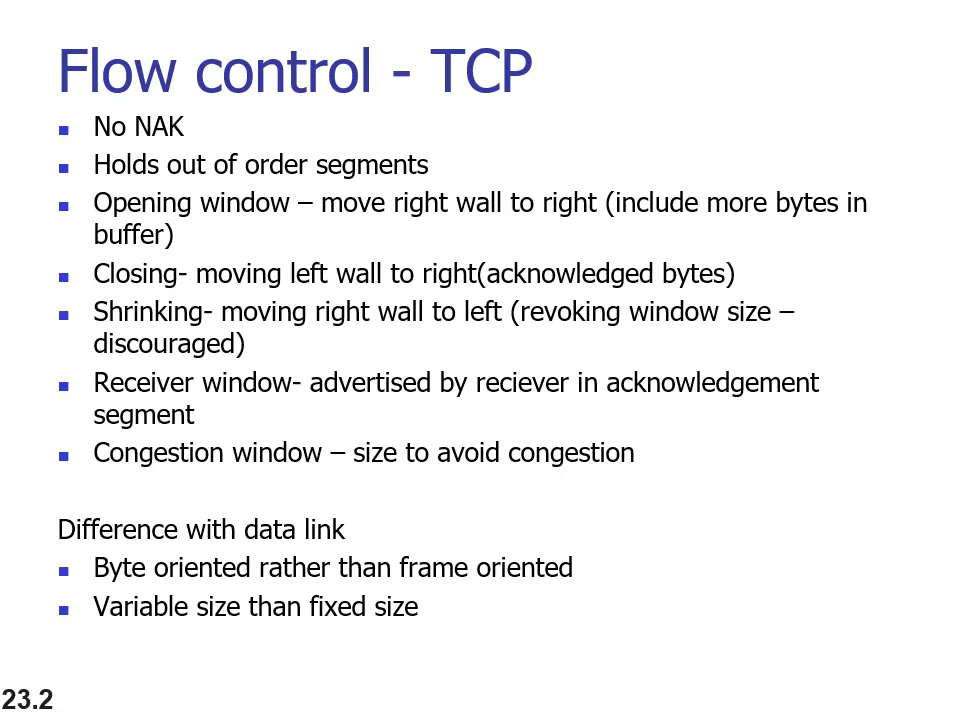 Flow control - TCP
No NAK
Holds out of order segments
Opening window – move right wall to right (include more bytes in
buffer)
Closing- moving left wall to right(acknowledged bytes)
Shrinking- moving right wall to left (revoking window size –
discouraged)
Receiver window- advertised by reciever in acknowledgement
segment
Congestion window – size to avoid congestion
Difference with data link
Byte oriented rather than frame oriented
Variable size than fixed size
23.2